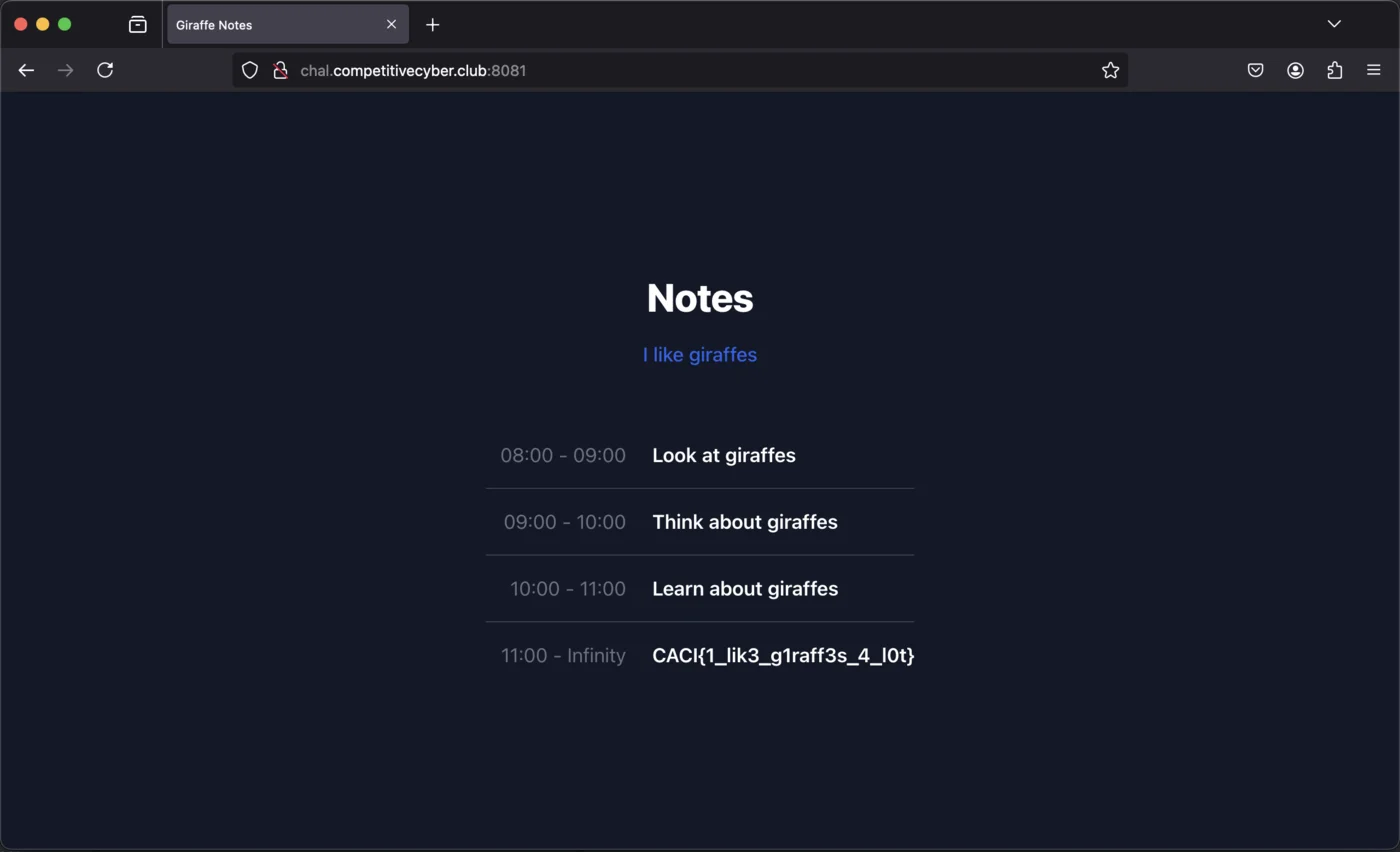 Giraffe Notes
chal.competitivecyber.club:8081
Notes
I like giraffes
08:00 - 09:00 Look at giraffes
09:00 - 10:00 Think about giraffes
10:00 - 11:00 Learn about giraffes
11:00 - Infinity CACI{1_lik3_g1raff3s_4_l0t}